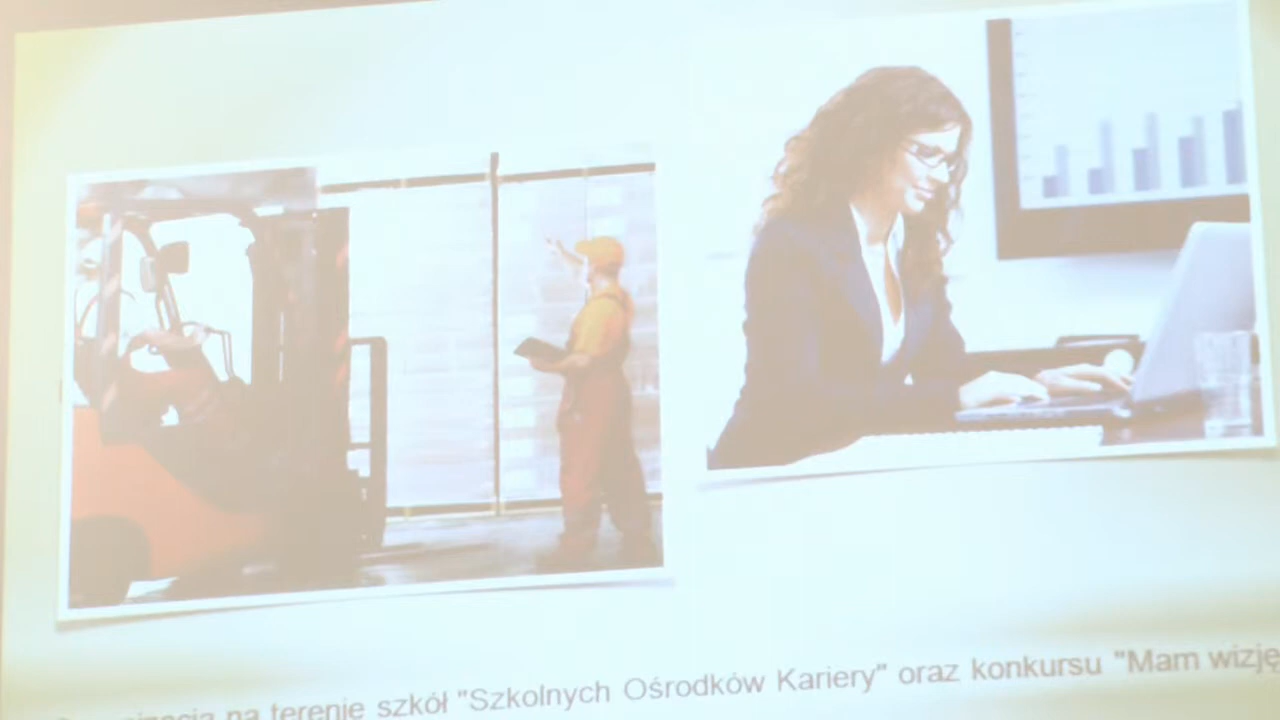 na terenie szkół "Szkolnych Ośrodków Kariery" oraz konkursu "Mam wizję